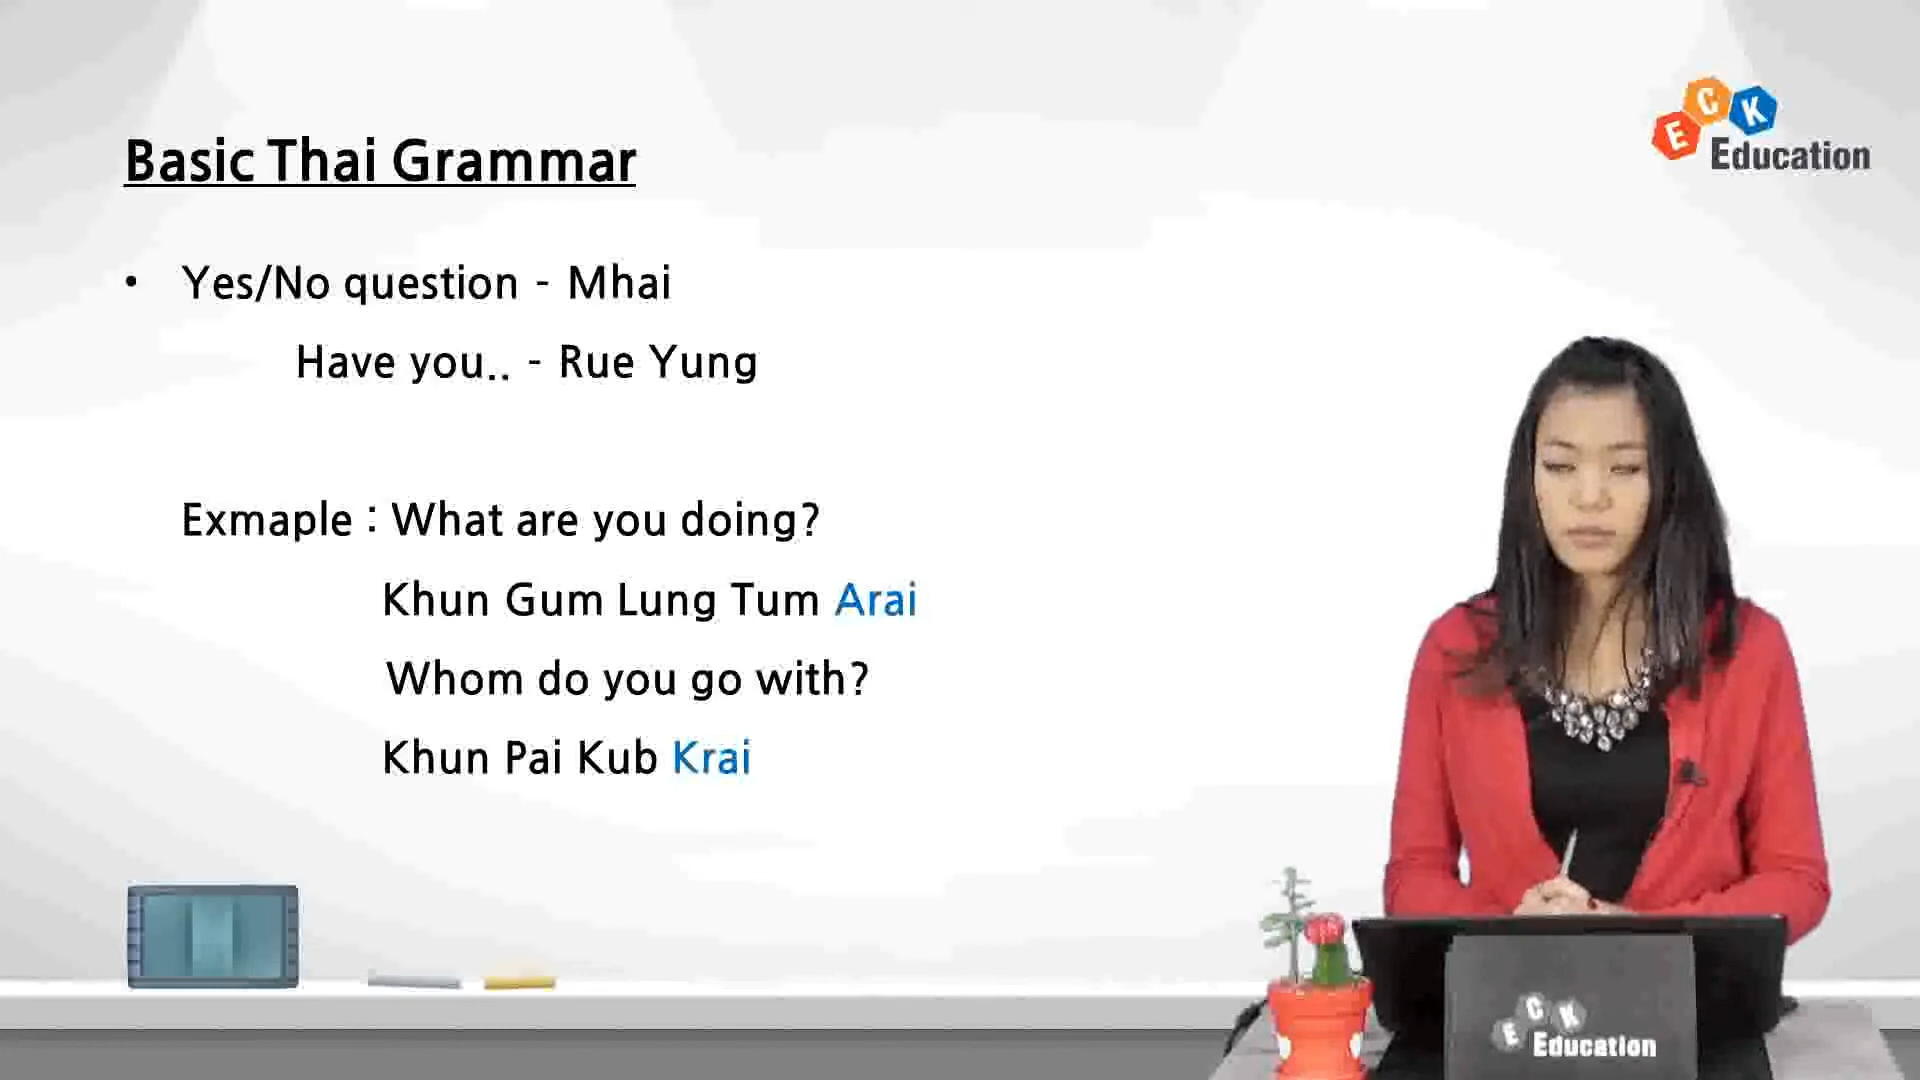 Basic Thai Grammar
• Yes/No question - Mhai
Have you.. - Rue Yung
Exmaple : What are you doing?
Khun Gum Lung Tum Arai
Whom do you go with?
Khun Pai Kub Krai
ECK
Education
ECK
Education